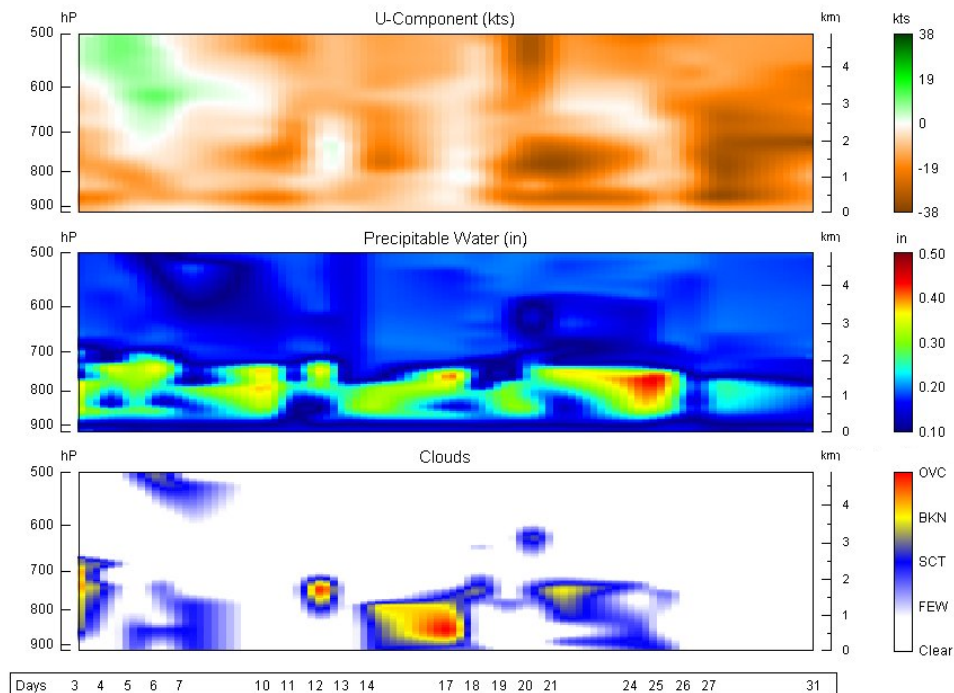 hP U-Component (kts) km kts
500 38
4
600 3 19
700 2 0
800 1 -19
900 0 -38
hP Precipitable Water (in) km in
500 0.50
4
600 3 0.40
700 2 0.30
800 1 0.20
900 0 0.10
hP Clouds km
500 OVC
4
600 3 BKN
700 2 SCT
800 1 FEW
900 0 Clear
Days 3 4 5 6 7 10 11 12 13 14 17 18 19 20 21 24 25 26 27 31